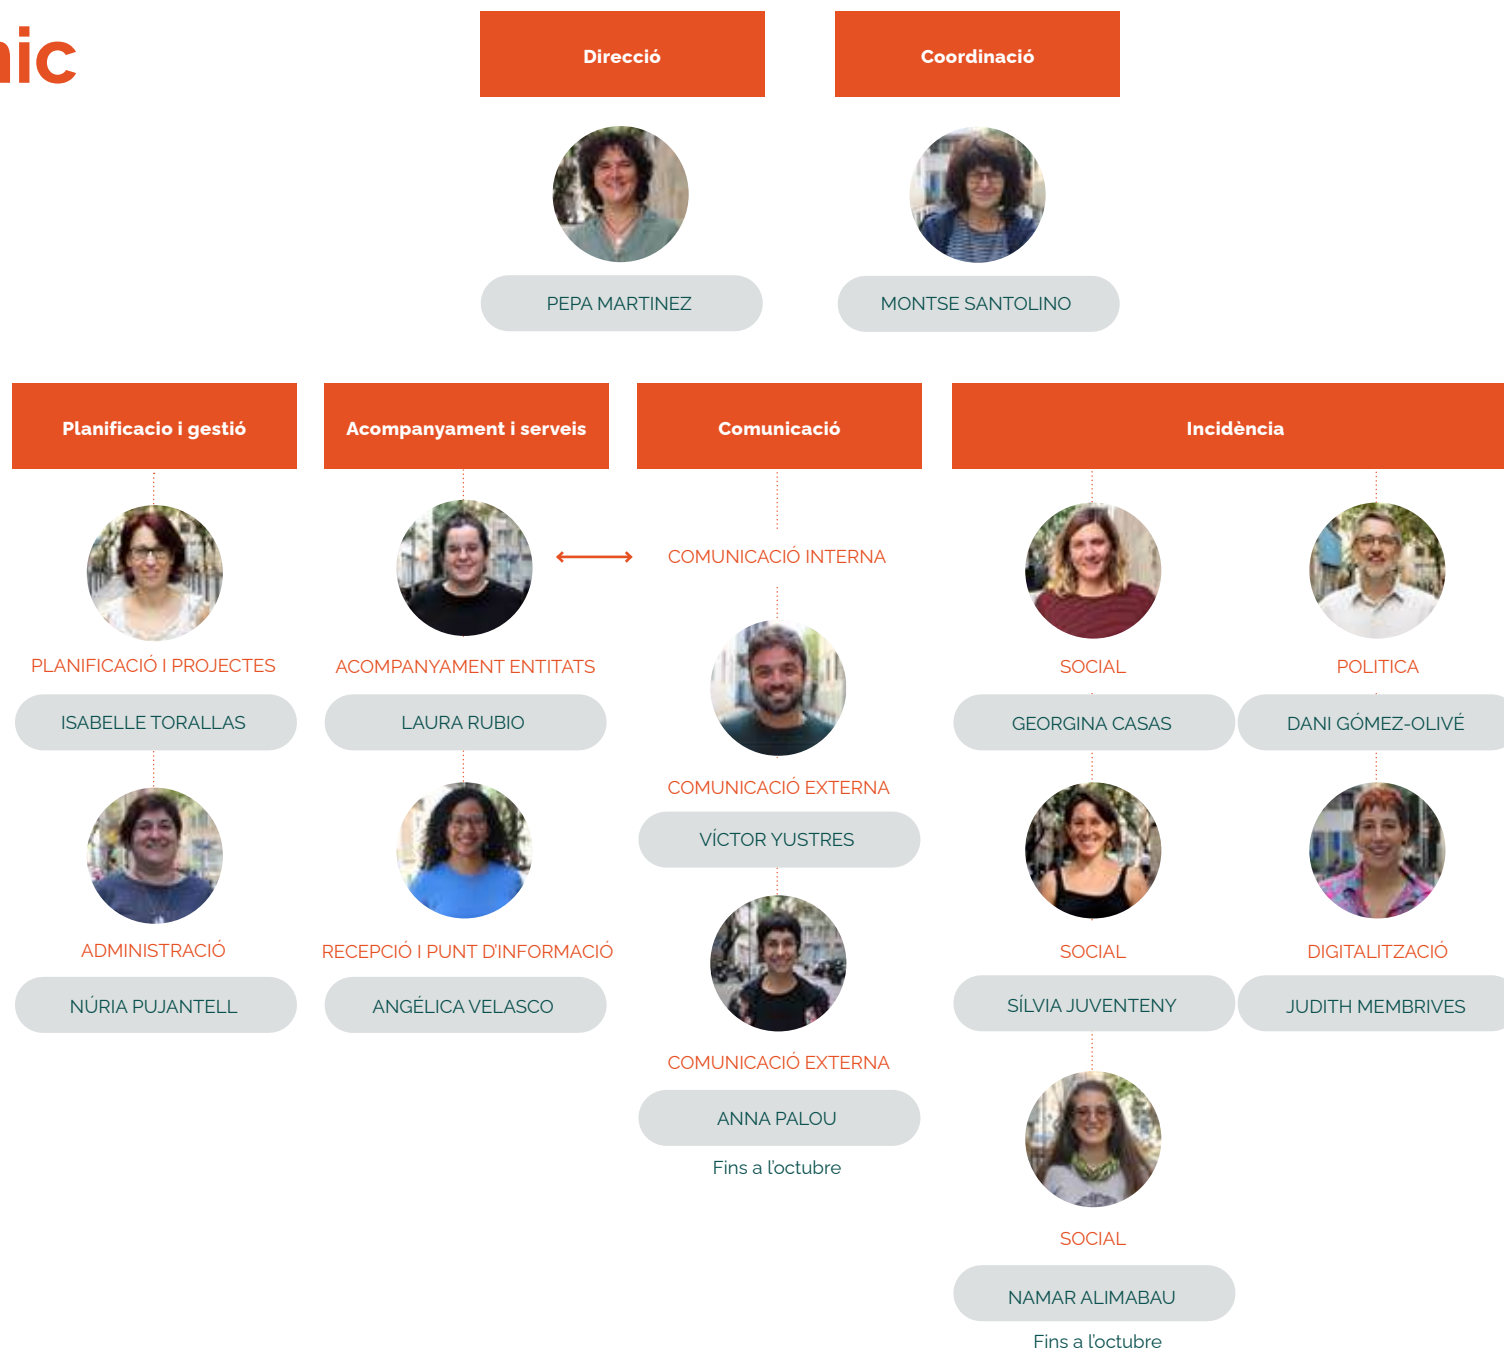 nic
Direcció
Coordinació
PEPA MARTINEZ
MONTSE SANTOLINO
Planificacio i gestió
Acompanyament i serveis
Comunicació
Incidència
COMUNICACIÓ INTERNA
PLANIFICACIÓ I PROJECTES
ACOMPANYAMENT ENTITATS
SOCIAL
POLITICA
ISABELLE TORALLAS
LAURA RUBIO
GEORGINA CASAS
DANI GÓMEZ-OLIVÉ
COMUNICACIÓ EXTERNA
VÍCTOR YUSTRES
ADMINISTRACIÓ
RECEPCIÓ I PUNT D'INFORMACIÓ
SOCIAL
DIGITALITZACIÓ
NÚRIA PUJANTELL
ANGÉLICA VELASCO
SÍLVIA JUVENTENY
JUDITH MEMBRIVES
COMUNICACIÓ EXTERNA
ANNA PALOU
Fins a l'octubre
SOCIAL
NAMAR ALIMABAU
Fins a l'octubre